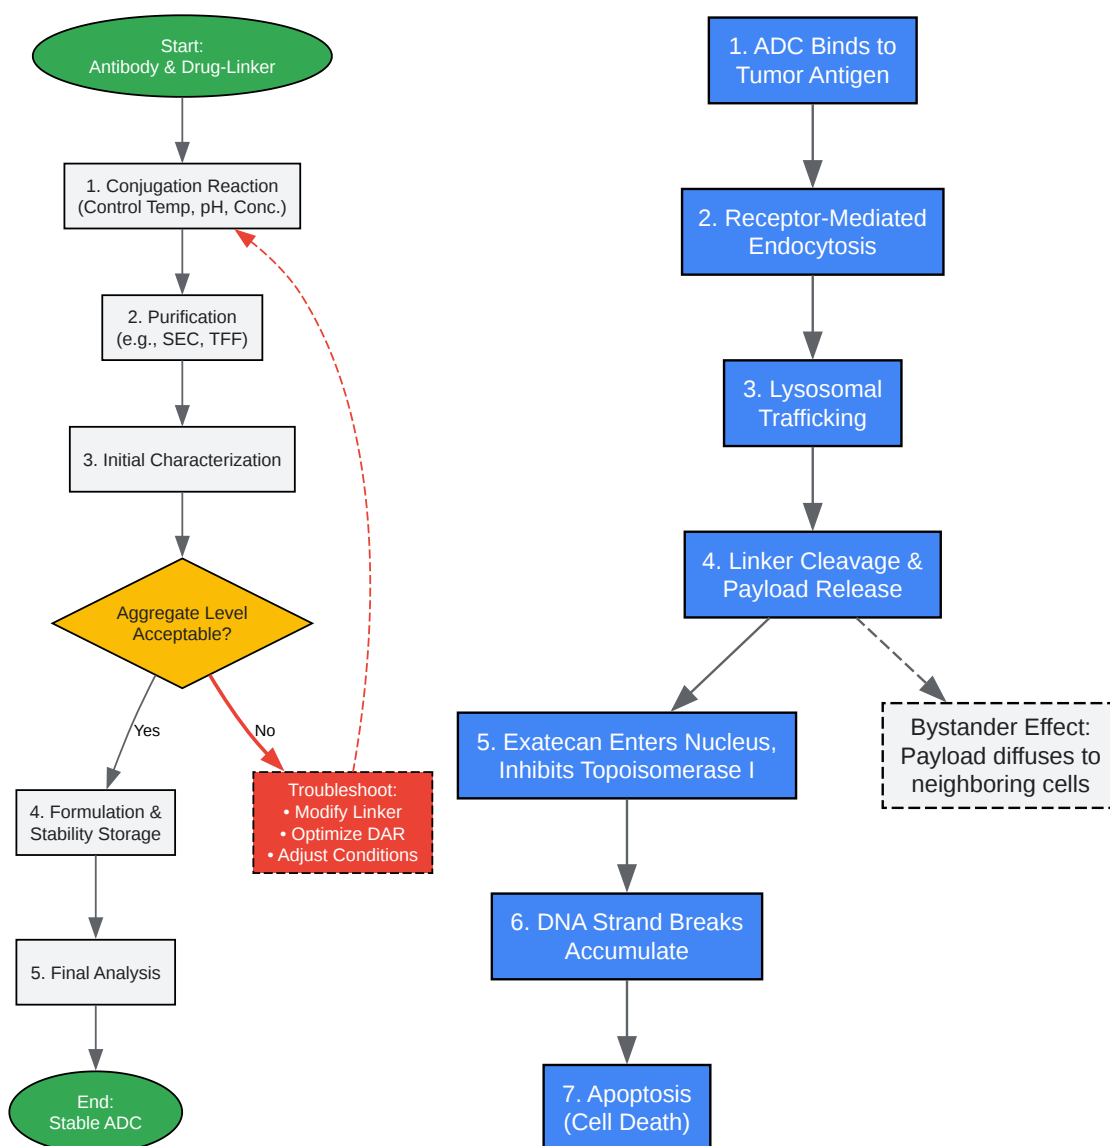 Start:
Antibody & Drug-Linker
1. Conjugation Reaction
(Control Temp, pH, Conc.)
2. Purification
(e.g., SEC, TFF)
3. Initial Characterization
Aggregate Level
Acceptable?
Yes
No
Troubleshoot:
• Modify Linker
• Optimize DAR
• Adjust Conditions
4. Formulation &
Stability Storage
5. Final Analysis
End:
Stable ADC
1. ADC Binds to
Tumor Antigen
2. Receptor-Mediated
Endocytosis
3. Lysosomal
Trafficking
4. Linker Cleavage &
Payload Release
5. Exatecan Enters Nucleus,
Inhibits Topoisomerase I
Bystander Effect:
Payload diffuses to
neighboring cells
6. DNA Strand Breaks
Accumulate
7. Apoptosis
(Cell Death)